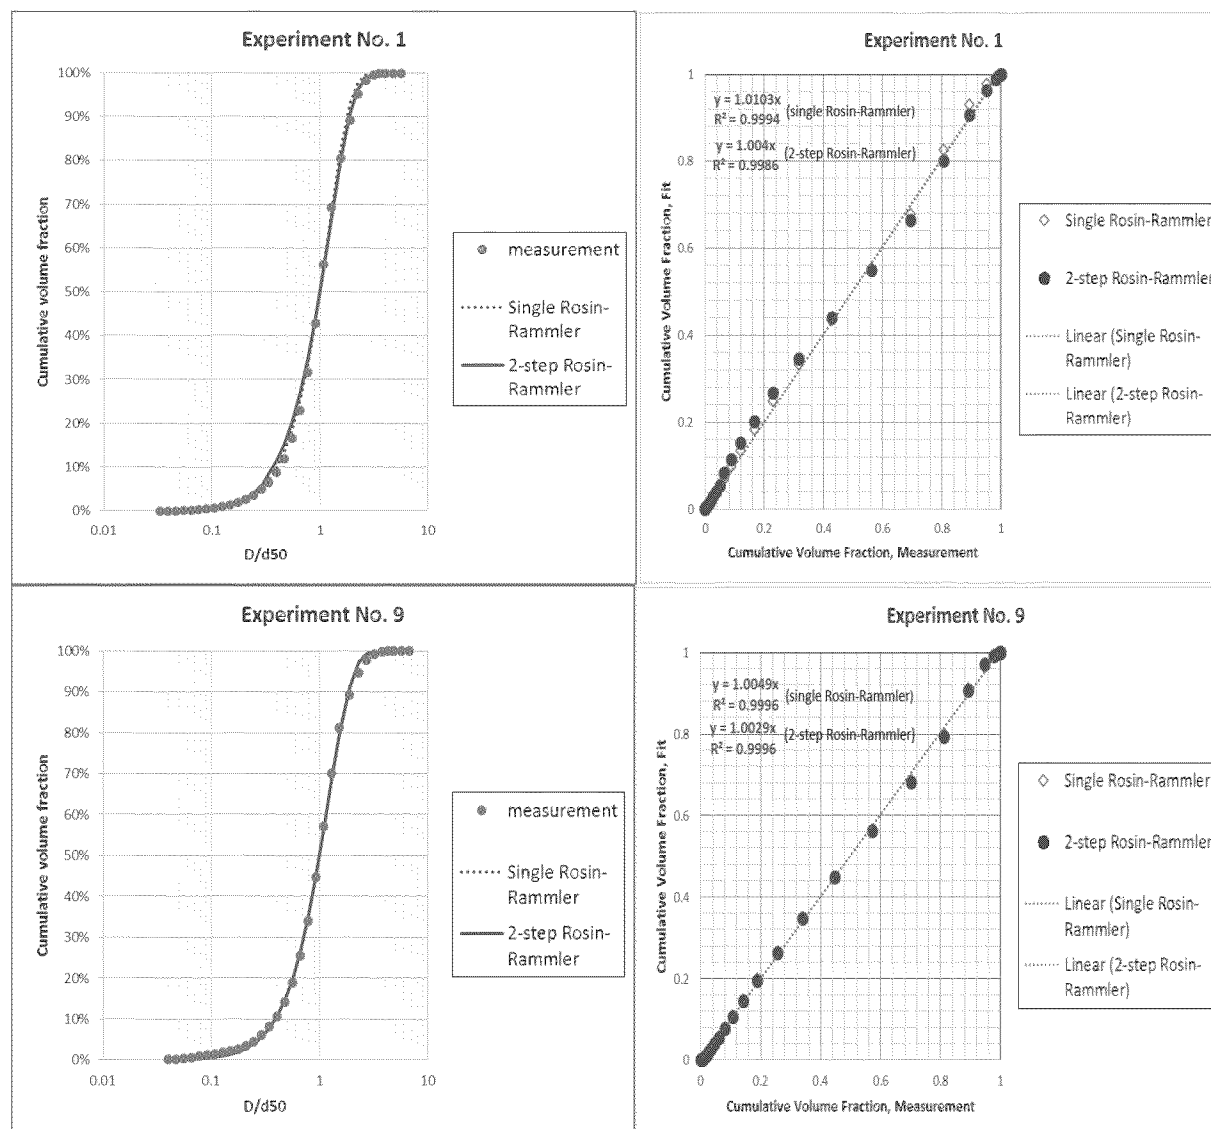 Experiment No. 1
100%
90%
80%
70%
60%
50%
40%
30%
20%
10%
0%
0.01
0.1
1
10
Cumulative volume fraction
D/d50
measurement
Single Rosin-
Rammler
2-step Rosin-
Rammler
Experiment No. 1
1
0.8
0.6
0.4
0.2
0
0
0.2
0.4
0.6
0.8
1
Cumulative Volume Fraction, Fit
Cumulative Volume Fraction, Measurement
y = 1.0103x
R² = 0.9994
(single Rosin-Rammler)
y = 1.004x
R² = 0.9986
(2-step Rosin-Rammler)
Single Rosin-Rammler
2-step Rosin-Rammler
Linear (Single Rosin-
Rammler)
Linear (2-step Rosin-
Rammler)
Experiment No. 9
100%
90%
80%
70%
60%
50%
40%
30%
20%
10%
0%
0.01
0.1
1
10
Cumulative volume fraction
D/d50
measurement
Single Rosin-
Rammler
2-step Rosin-
Rammler
Experiment No. 9
1
0.8
0.6
0.4
0.2
0
0
0.2
0.4
0.6
0.8
1
Cumulative Volume Fraction, Fit
Cumulative Volume Fraction, Measurement
y = 1.0049x
R² = 0.9996
(single Rosin-Rammler)
y = 1.0029x
R² = 0.9996
(2-step Rosin-Rammler)
Single Rosin-Rammler
2-step Rosin-Rammler
Linear (Single Rosin-
Rammler)
Linear (2-step Rosin-
Rammler)